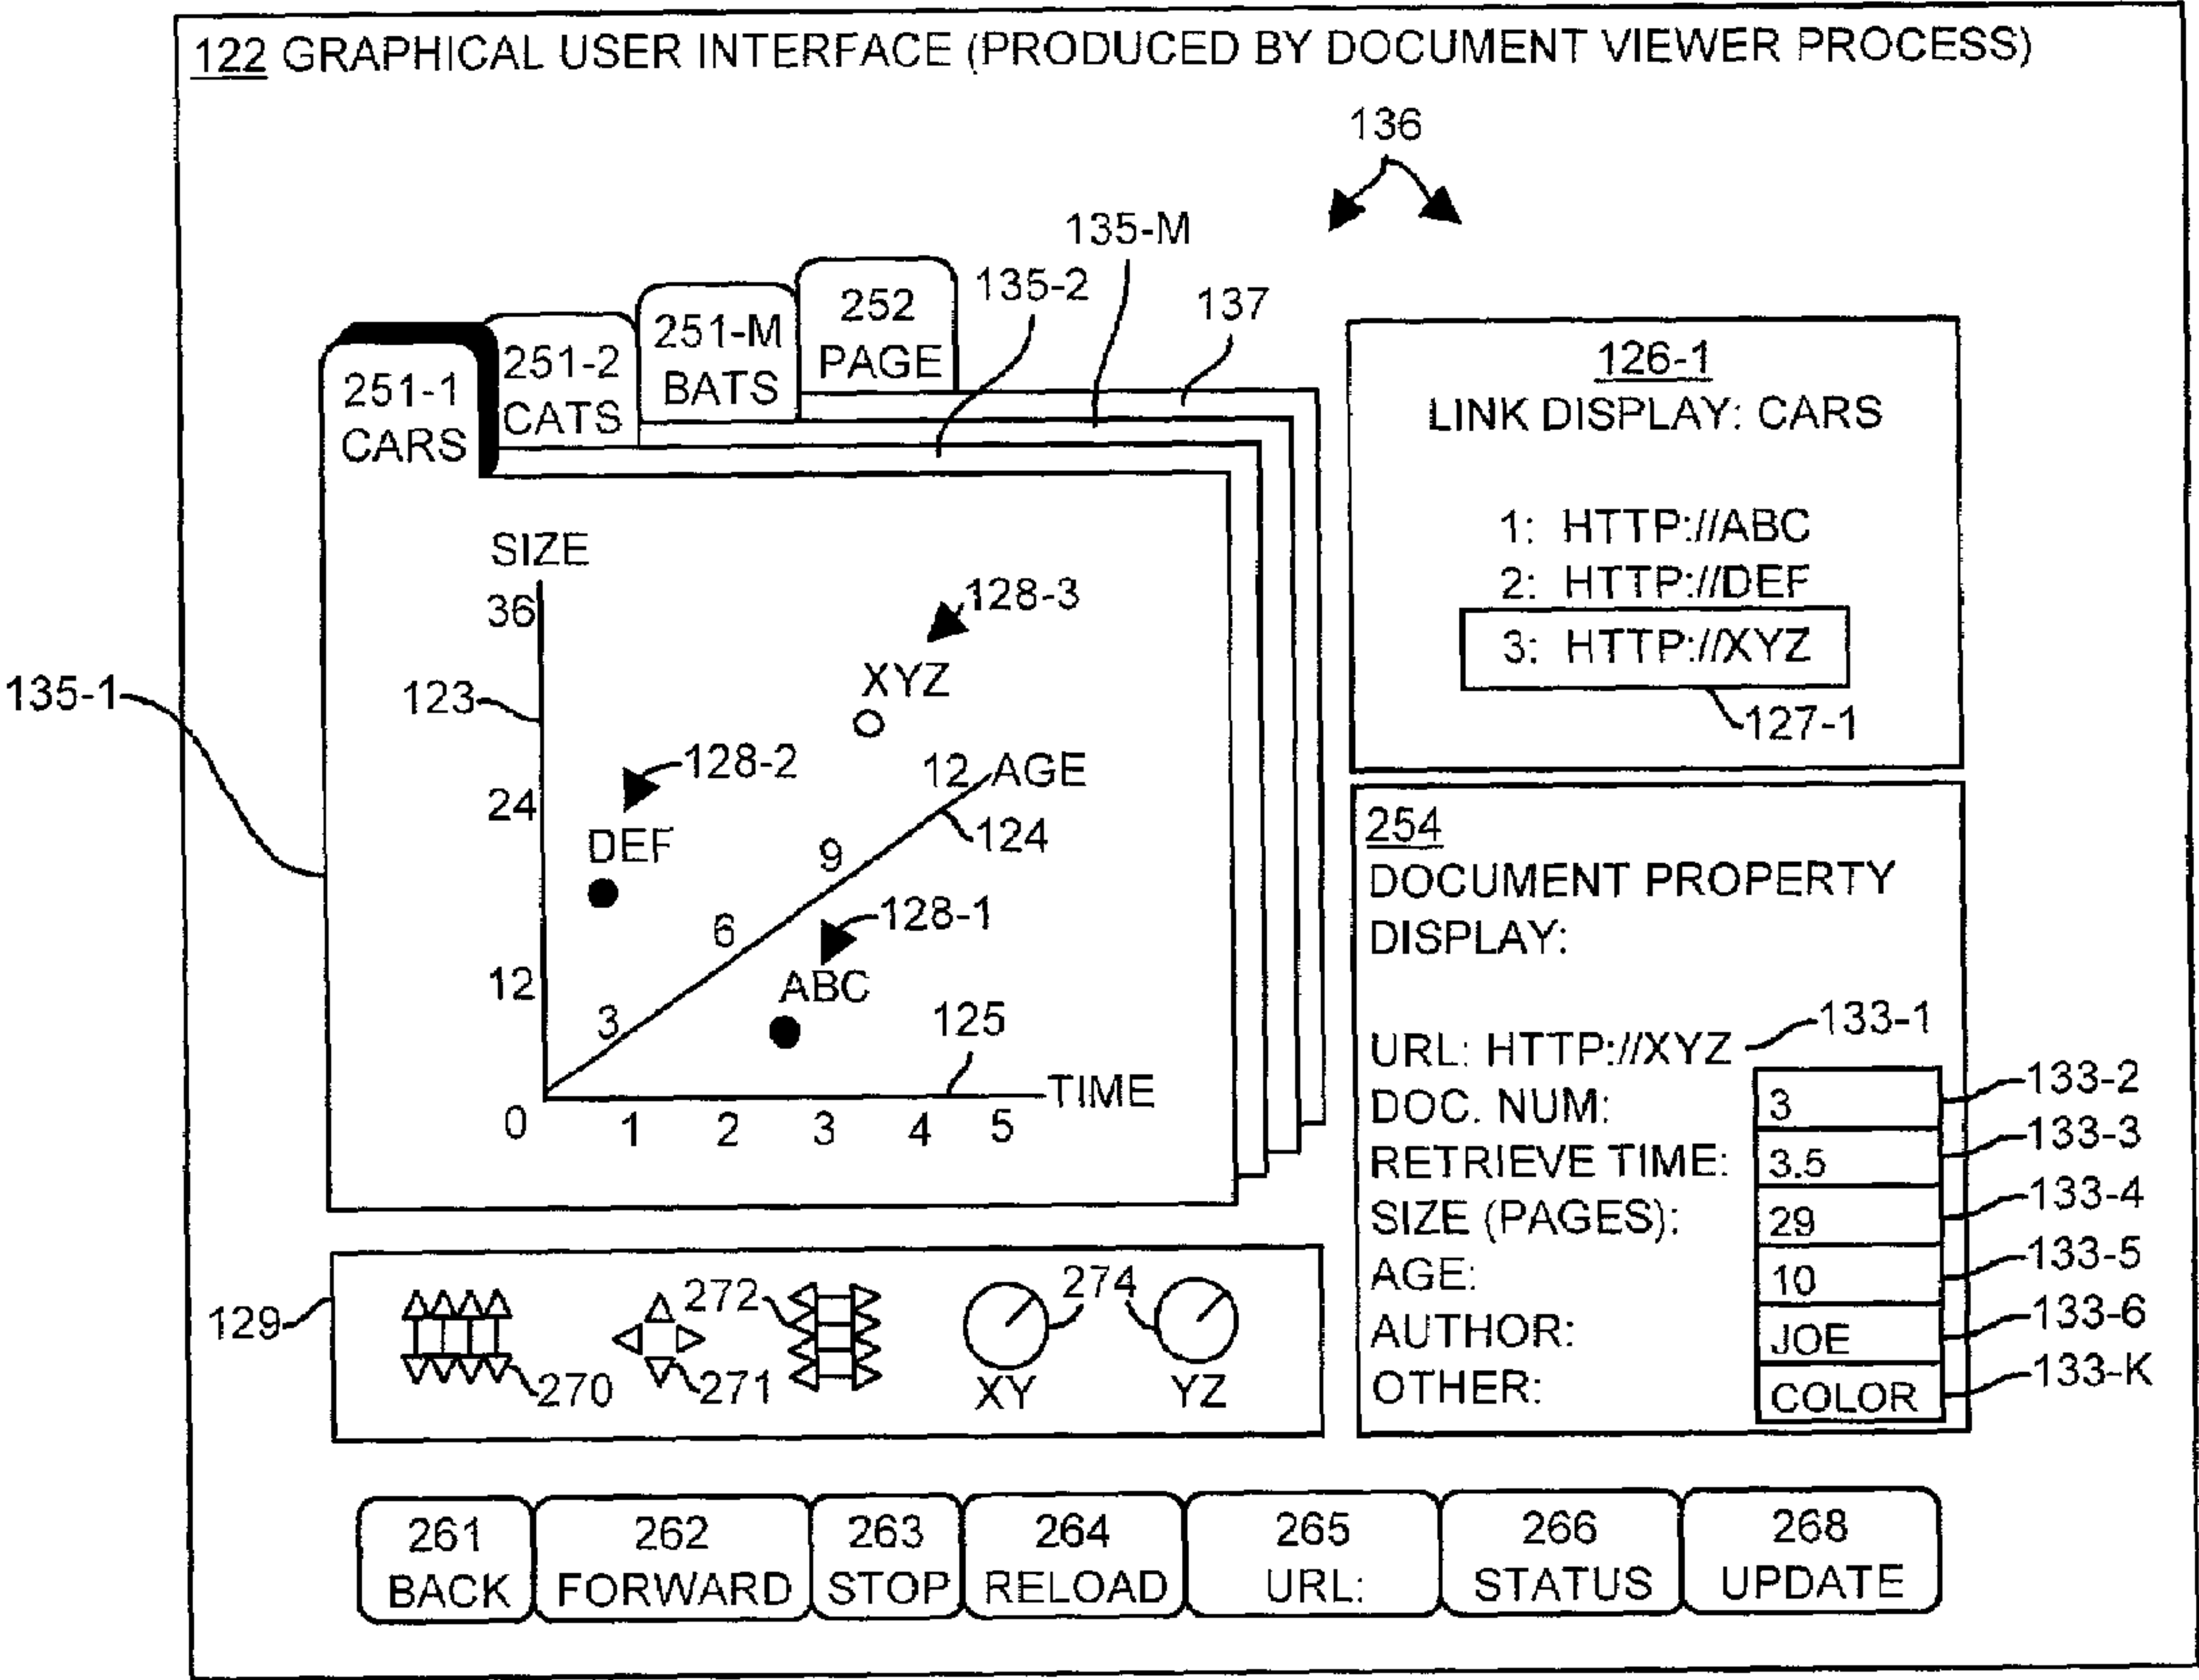 122 GRAPHICAL USER INTERFACE (PRODUCED BY DOCUMENT VIEWER PROCESS)
136
135-M
135-2
137
252
PAGE
251-M
BATS
251-2
CATS
251-1
CARS
135-1
SIZE
36
24
12
0
123
128-3
XYZ
128-2
DEF
12 AGE
124
9
6
3
128-1
ABC
125
TIME
1 2 3 4 5
126-1
LINK DISPLAY: CARS
1: HTTP://ABC
2: HTTP://DEF
3: HTTP://XYZ
127-1
254
DOCUMENT PROPERTY
DISPLAY:
URL: HTTP://XYZ 133-1
DOC. NUM: 3 133-2
RETRIEVE TIME: 3.5 133-3
SIZE (PAGES): 29 133-4
AGE: 10 133-5
AUTHOR: JOE 133-6
OTHER: COLOR 133-K
129
270
271
272
274
XY
YZ
261
BACK
262
FORWARD
263
STOP
264
RELOAD
265
URL:
266
STATUS
268
UPDATE